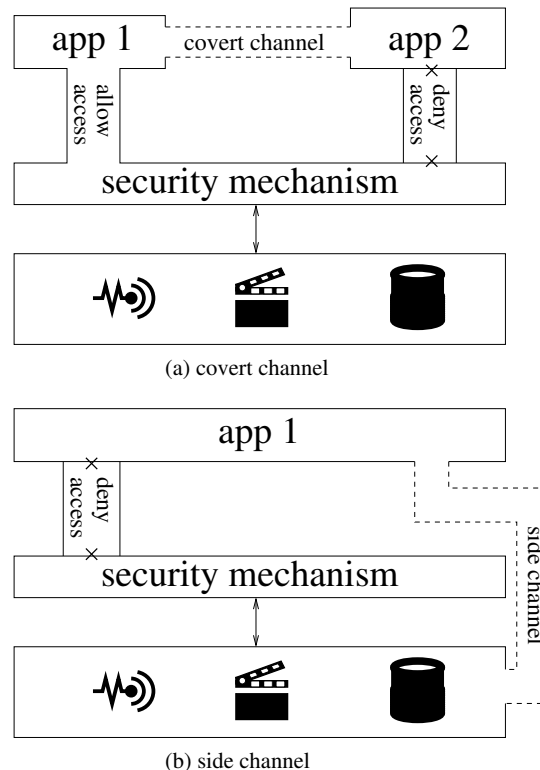 app 1
covert channel
app 2
allow
access
deny
access
security mechanism
(a) covert channel
app 1
deny
access
side channel
security mechanism
(b) side channel